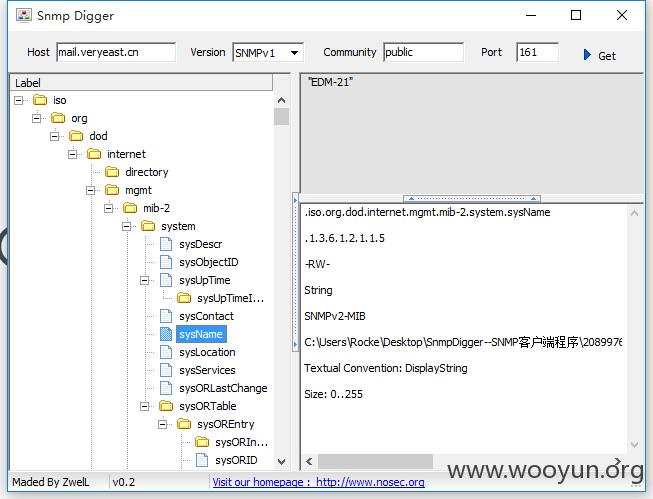 Snmp Digger
Host mail.veryeast.cn Version SNMPv1 Community public Port 161 Get
Label
iso
org
dod
internet
directory
mgmt
mib-2
system
sysDescr
sysObjectID
sysUpTime
sysUpTimeI...
sysContact
sysName
sysLocation
sysServices
sysORLastChange
sysORTable
sysOREntry
sysORIn...
sysORID
"EDM-21"
.iso.org.dod.internet.mgmt.mib-2.system.sysName
.1.3.6.1.2.1.1.5
-RW-
String
SNMPv2-MIB
C:\Users\Rocke\Desktop\SnmpDigger--SNMP客户端程序\2089976
Textual Convention: DisplayString
Size: 0..255
Maded By ZwelL v0.2 Visit our homepage : http://www.nosec.org
www.wooyun.org